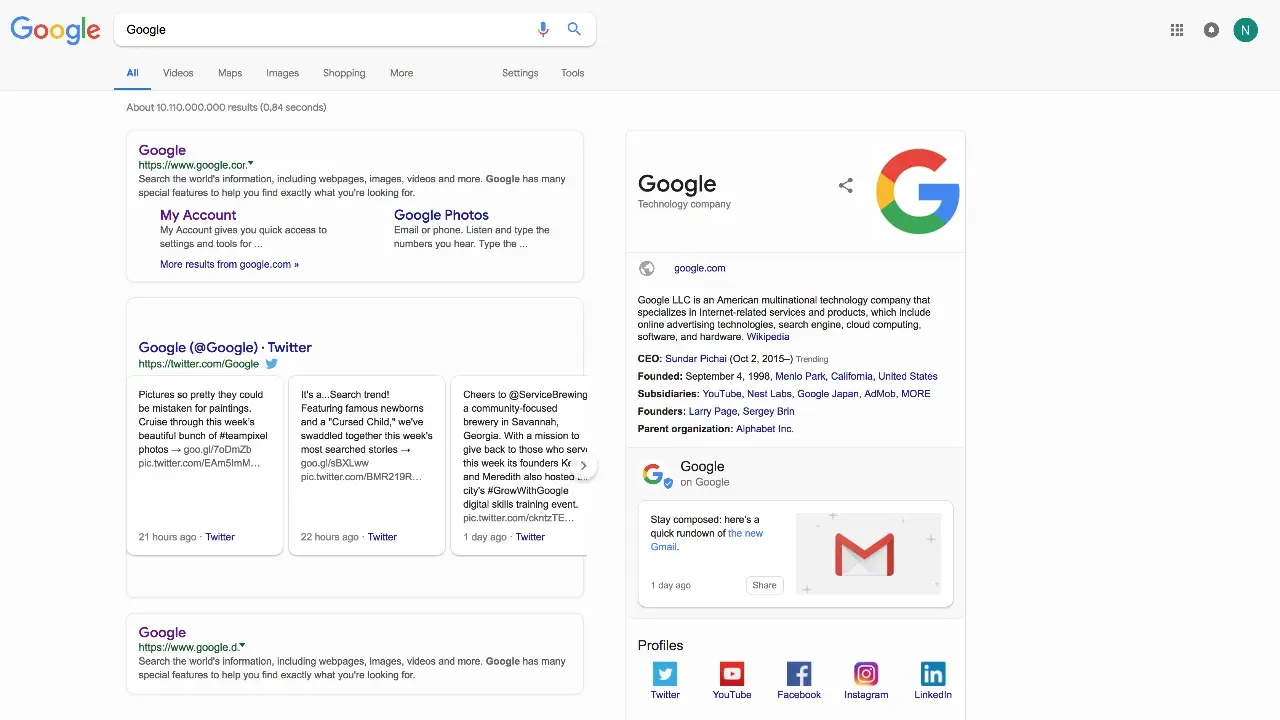 Google
Google
All Videos Maps Images Shopping More Settings Tools
N
About 10.110.000.000 results (0,84 seconds)
Google
https://www.google.cor.
Search the world's information, including webpages, images, videos and more. Google has many
special features to help you find exactly what you're looking for.
My Account
My Account gives you quick access to
settings and tools for ...
Google Photos
Email or phone. Listen and type the
numbers you hear. Type the ...
More results from google.com »
Google (@Google) · Twitter
https://twitter.com/Google
Pictures so pretty they could
be mistaken for paintings.
Cruise through this week's
beautiful bunch of #teampixel
photos → goo.gl/7oDmZb
pic.twitter.com/EAm5ImM...
21 hours ago · Twitter
It's a...Search trend!
Featuring famous newborns
and a "Cursed Child," we've
swaddled together this week's
most searched stories →
goo.gl/sBXLww
pic.twitter.com/BMR219R...
22 hours ago · Twitter
Cheers to @ServiceBrewing
a community-focused
brewery in Savannah,
Georgia. With a mission to
give back to those who serve
this week its founders
and Meredith also hosted
city's #GrowWithGoogle
digital skills training event.
pic.twitter.com/ckntzTE...
1 day ago · Twitter
Google
https://www.google.d.
Search the world's information, including webpages, images, videos and more. Google has many
special features to help you find exactly what you're looking for.
Google
Technology company
google.com
Google LLC is an American multinational technology company that
specializes in Internet-related services and products, which include
online advertising technologies, search engine, cloud computing,
software, and hardware. Wikipedia
CEO: Sundar Pichai (Oct 2, 2015–) Trending
Founded: September 4, 1998, Menlo Park, California, United States
Subsidiaries: YouTube, Nest Labs, Google Japan, AdMob, MORE
Founders: Larry Page, Sergey Brin
Parent organization: Alphabet Inc.
Google
on Google
Stay composed: here's a
quick rundown of the new
Gmail.
1 day ago
Share
Profiles
Twitter YouTube Facebook Instagram LinkedIn